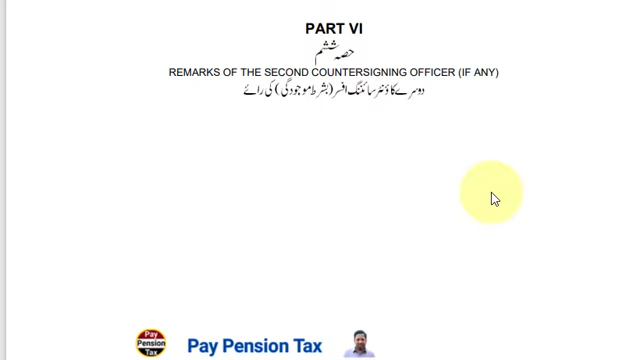 PART VI
حصہ ششم
REMARKS OF THE SECOND COUNTERSIGNING OFFICER (IF ANY)
دوسرے کاؤنٹر سائننگ افسر (بشرط موجودگی) کی رائے
Pay
Pension
Tax
Pay Pension Tax